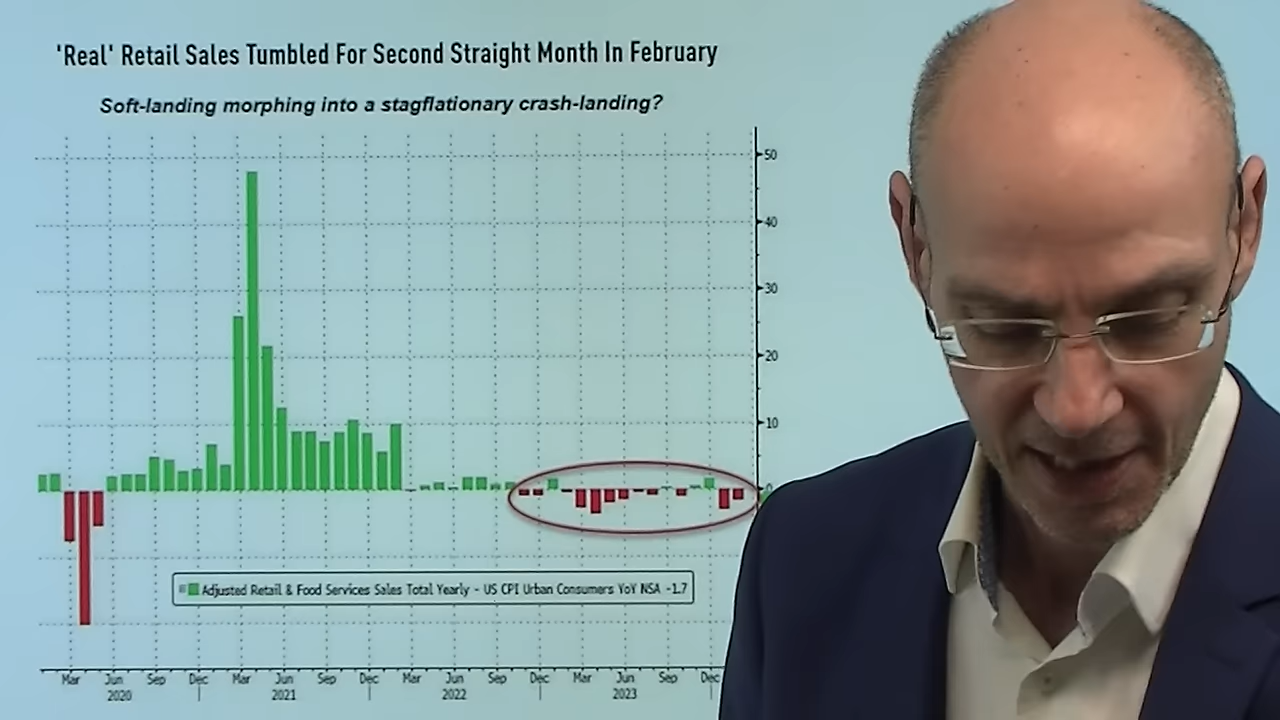 'Real' Retail Sales Tumbled For Second Straight Month In February
Soft-landing morphing into a stagflationary crash-landing?
50
40
30
20
10
0
Adjusted Retail & Food Services Sales Total Yearly - US CPI Urban Consumers YoY NSA -1.7
Mar Jun Sep Dec Mar Jun Sep Dec Mar Jun Sep Dec Mar Jun Sep Dec
2020 2021 2022 2023